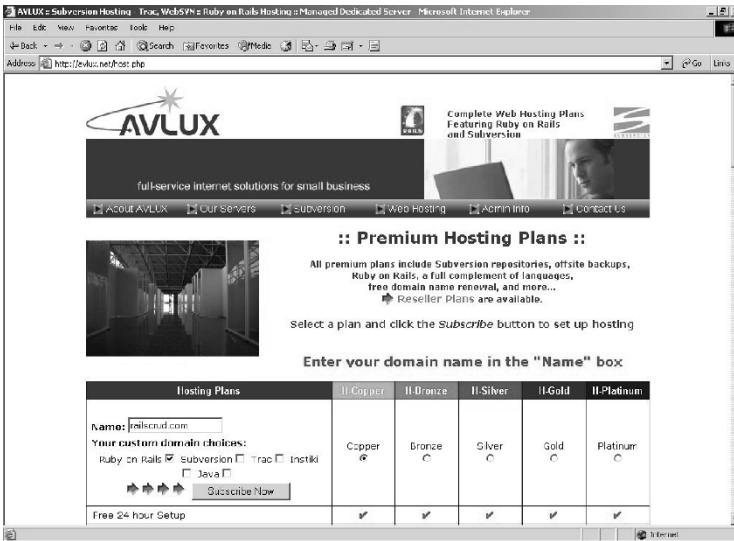 AVLUX :: Subversion Hosting - Trac, WebSVN :: Ruby on Rails Hosting :: Managed Dedicated Server - Microsoft Internet Explorer
File Edit View Favorites Tools Help
Back Search Favorites Media
Address http://avlux.net/host.php Go Links
AVLUX
RAILS
Complete Web Hosting Plans
Featuring Ruby on Rails
and Subversion
SUBVERSION
full-service internet solutions for small business
About AVLUX Our Servers Subversion Web Hosting Admin Info Contact Us
:: Premium Hosting Plans ::
All premium plans include Subversion repositories, offsite backups,
Ruby on Rails, a full complement of languages,
free domain name renewal, and more...
Reseller Plans are available.
Select a plan and click the Subscribe button to set up hosting
Enter your domain name in the "Name" box
Hosting Plans H-Copper H-Bronze H-Silver H-Gold H-Platinum
Name: railscrud.com
Your custom domain choices:
Ruby on Rails Subversion Trac Instiki
Java
Subscribe Now
Copper Bronze Silver Gold Platinum
Free 24 hour Setup
Internet